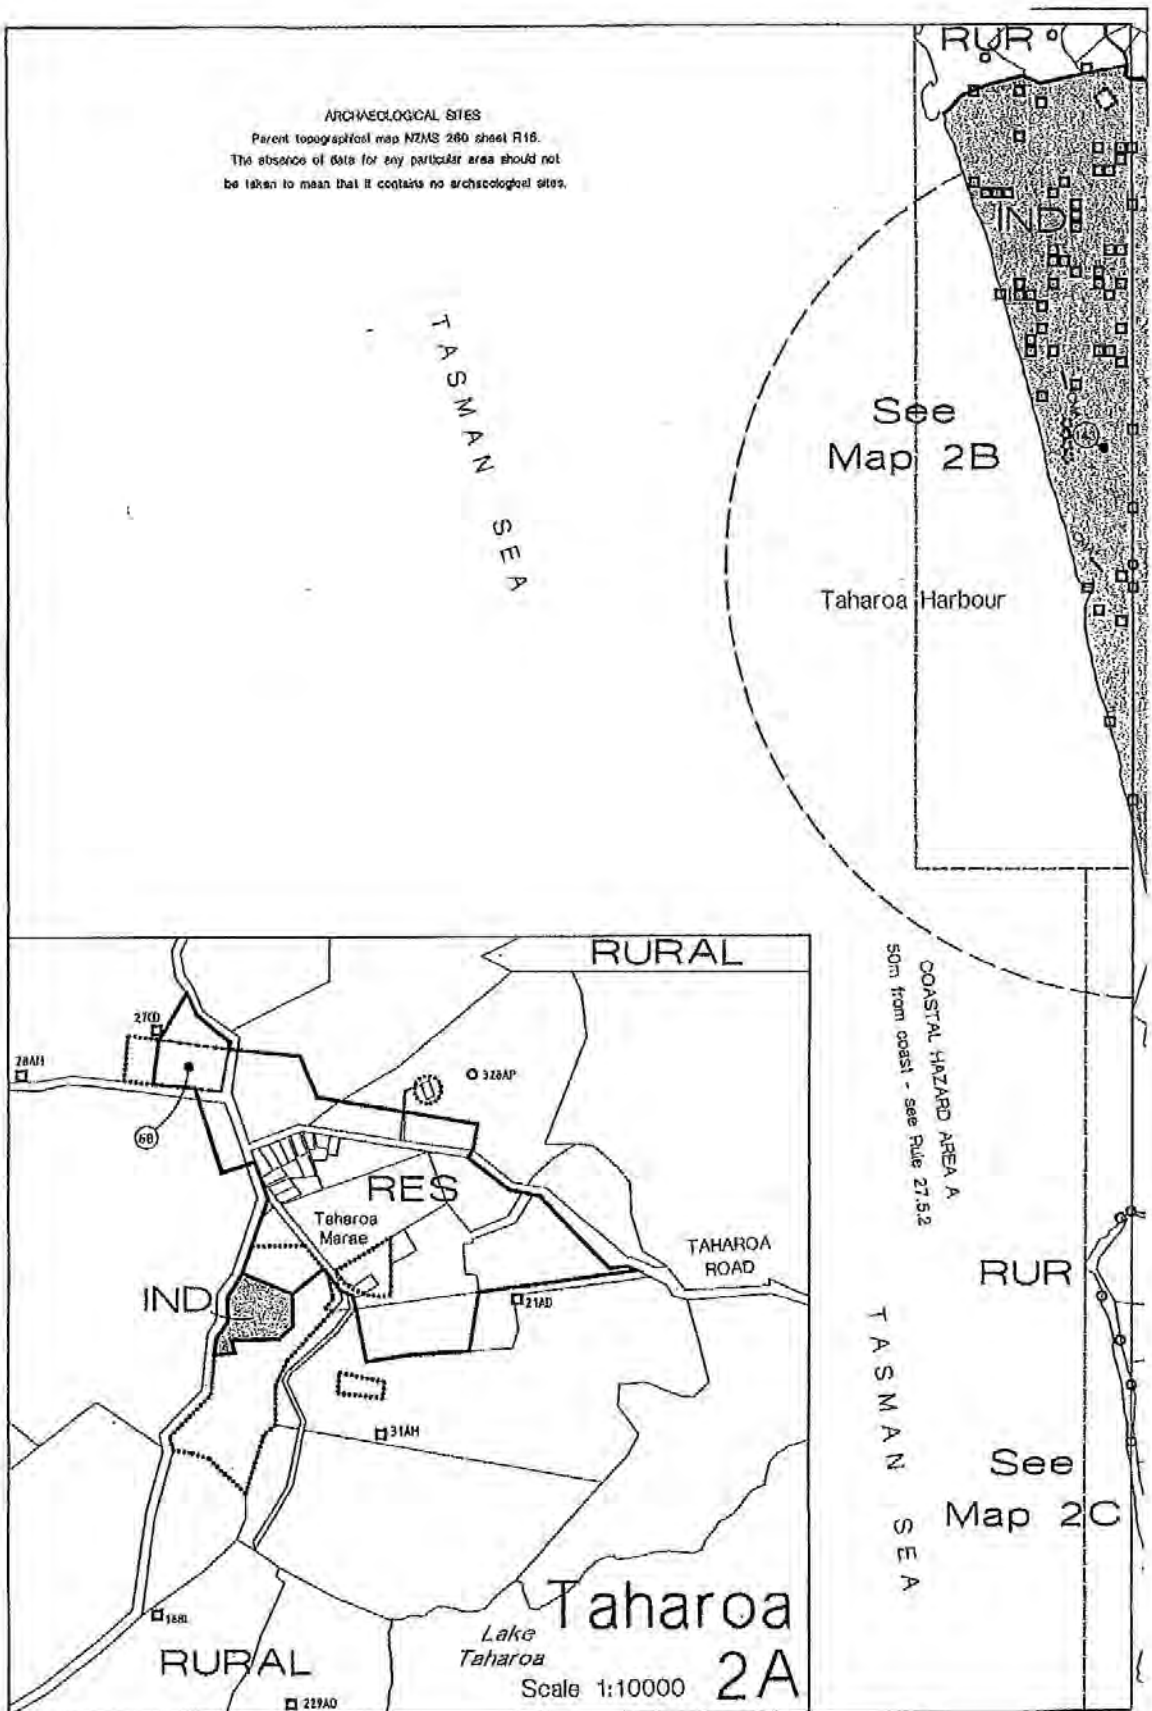 RUR
ARCHAEOLOGICAL SITES
Parent topographical map NZMS 260 sheet R16.
The absence of data for any particular area should not
be taken to mean that it contains no archaeological sites.
IND
TASMAN SEA
See
Map 2B
Taharoa Harbour
COASTAL HAZARD AREA A
50m from coast - see Rule 27.5.2
RUR
TASMAN SEA
See
Map 2C
RURAL
28AH
68
328AP
RES
Taharoa
Marae
TAHAROA
ROAD
IND
21AD
31AH
RURAL
229AO
Lake
Taharoa
Taharoa
2A
Scale 1:10000